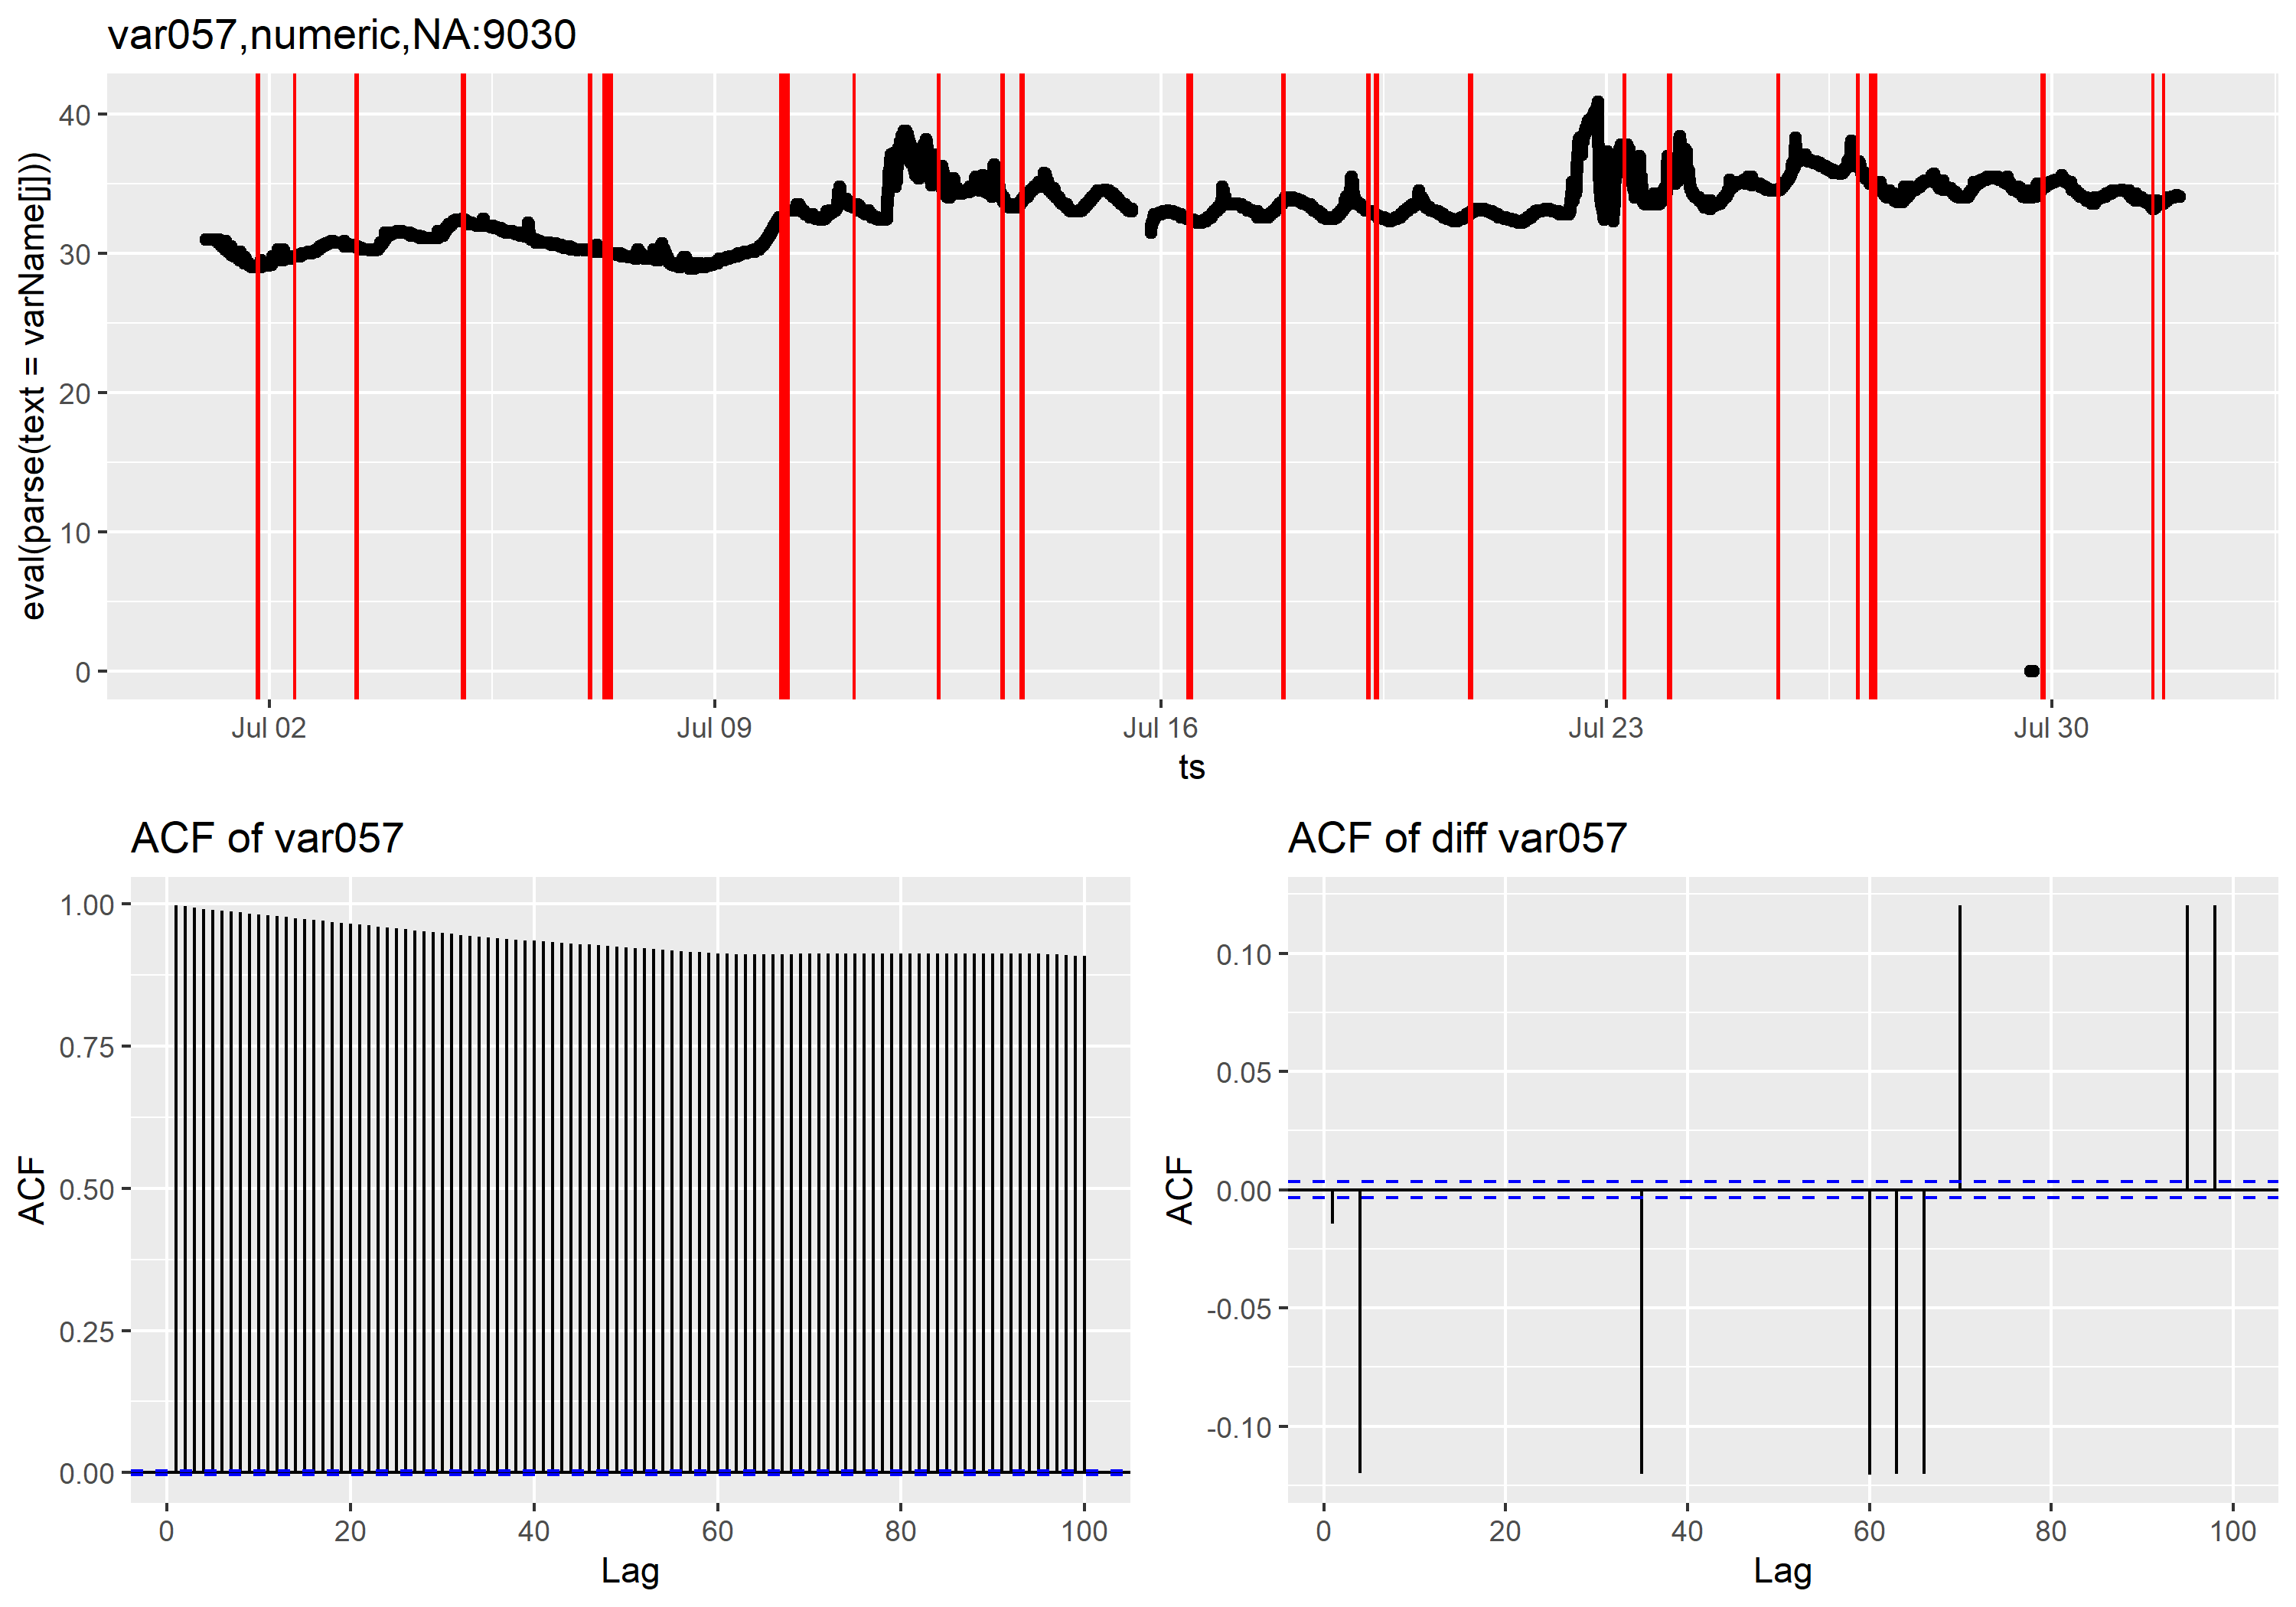 var057,numeric,NA:9030
eval(parse(text = varName[j]))
40
30
20
10
0
Jul 02
Jul 09
Jul 16
Jul 23
Jul 30
ts
ACF of var057
ACF
1.00
0.75
0.50
0.25
0.00
0
20
40
60
80
100
Lag
ACF of diff var057
ACF
0.10
0.05
0.00
-0.05
-0.10
0
20
40
60
80
100
Lag